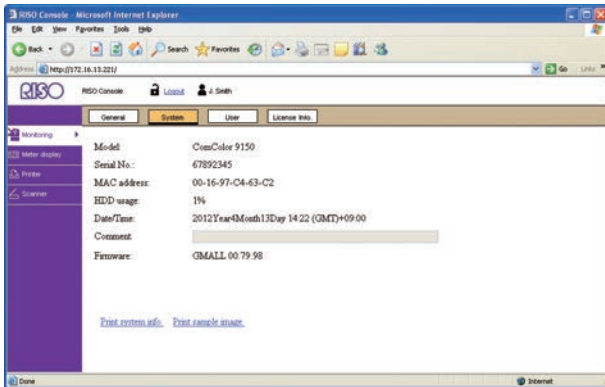 RISO Console - Microsoft Internet Explorer
File Edit View Favorites Tools Help
Back Search Favorites
Address http://172.16.13.221/ Go Links
RISO RISO Console Logout J. Smith
General System User License Info.
Monitoring
Meter display
Printer
Scanner
Model: ComColor 9150
Serial No.: 67892345
MAC address: 00-16-97-C4-63-C2
HDD usage: 1%
Date/Time: 2012Year4Month13Day 14:22 (GMT)+09:00
Comment:
Firmware: GMALL 00.79.98
Print system info. Print sample image.
Done Internet